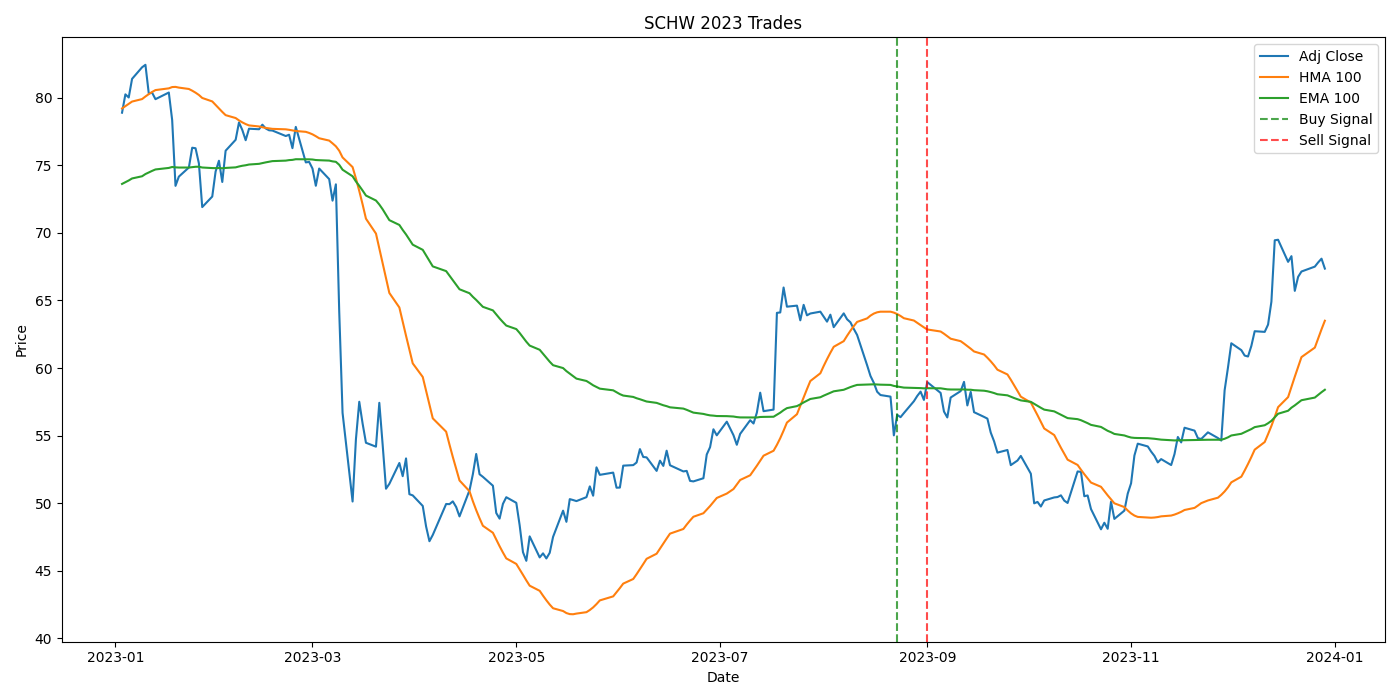 SCHW 2023 Trades
Adj Close
HMA 100
EMA 100
Buy Signal
Sell Signal
Price
80
75
70
65
60
55
50
45
40
2023-01
2023-03
2023-05
2023-07
2023-09
2023-11
2024-01
Date